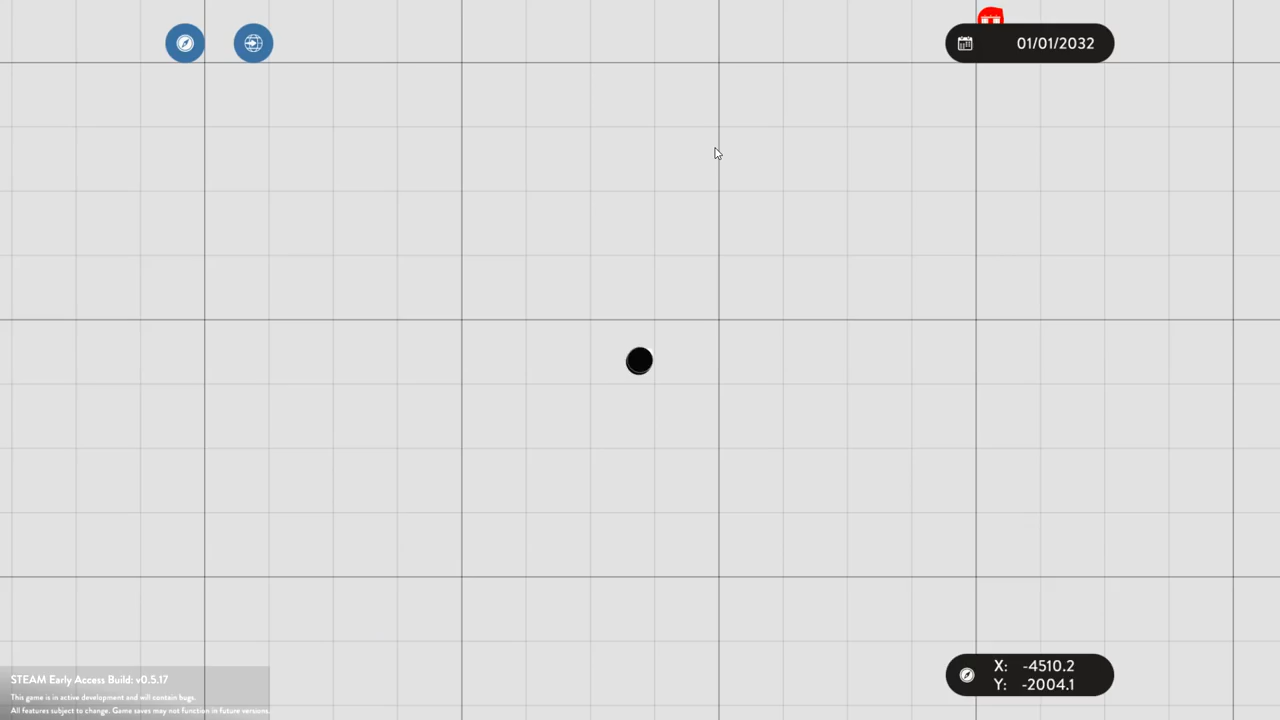 01/01/2032
X: -4510.2
Y: -2004.1
STEAM Early Access Build: v0.5.17
This game is in active development and will contain bugs.
All features subject to change. Game saves may not function in future versions.